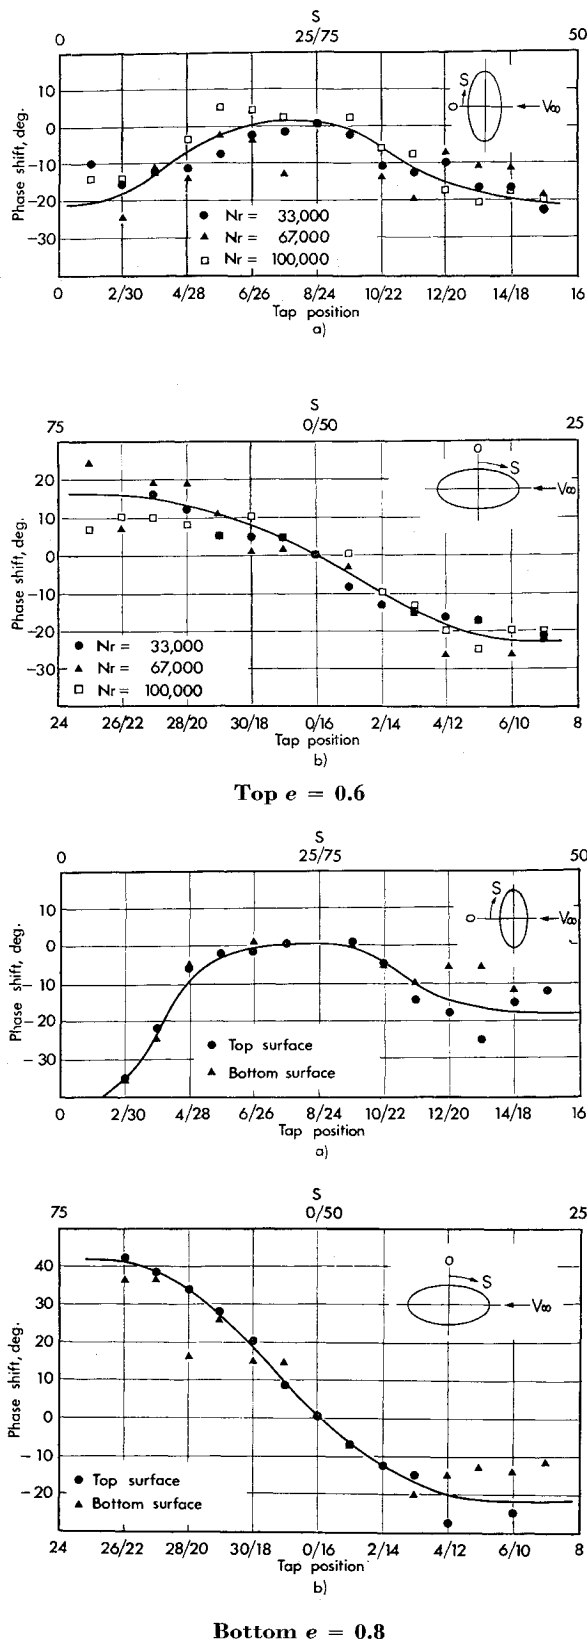 S
0 25/75 50
10
0
-10
-20
-30
Phase shift, deg.
S
0
V∞
● Nr = 33,000
▲ Nr = 67,000
□ Nr = 100,000
0 2/30 4/28 6/26 8/24 10/22 12/20 14/18 16
Tap position
a)
S
75 0/50 25
20
10
0
-10
-20
-30
Phase shift, deg.
0
S
V∞
● Nr = 33,000
▲ Nr = 67,000
□ Nr = 100,000
24 26/22 28/20 30/18 0/16 2/14 4/12 6/10 8
Tap position
b)
Top e = 0.6
S
0 25/75 50
10
0
-10
-20
-30
Phase shift, deg.
S
0
V∞
● Top surface
▲ Bottom surface
0 2/30 4/28 6/26 8/24 10/22 12/20 14/18 16
Tap position
a)
S
75 0/50 25
40
30
20
10
0
-10
-20
Phase shift, deg.
0
S
V∞
● Top surface
▲ Bottom surface
24 26/22 28/20 30/18 0/16 2/14 4/12 6/10 8
Tap position
b)
Bottom e = 0.8